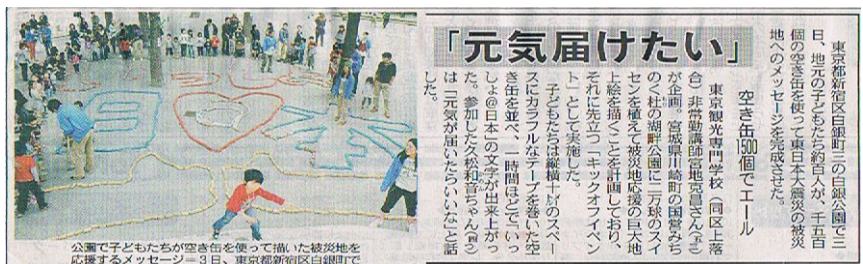 「元気届けたい」
空き缶1500個でエール
東京都新宿区白銀町三の白銀公園で三
日、地元の子どもたち約百人が、千五百
個の空き缶を使って東日本大震災の被災
地へのメッセージを完成させた。
東京観光専門学校(同区上落
合)非常勤講師宮地克昌さん
が企画。宮城県川崎町の国営みち
のく杜の湖畔公園に二万球のスイ
センを植えて被災地応援の巨大地
上絵を描くことを計画しており、
それに先立つ「キックオフイベン
ト」として実施した。
子どもたちは縦横十㍍のスペー
スにカラフルなテープを巻いた空
き缶を並べ、一時間ほどで「いっ
しょ@日本」の文字が出来上がっ
た。参加した久松和音ちゃん
は「元気が届いたらいいな」と話
した。
公園で子どもたちが空き缶を使って描いた被災地を
応援するメッセージ=3日、東京都新宿区白銀町で